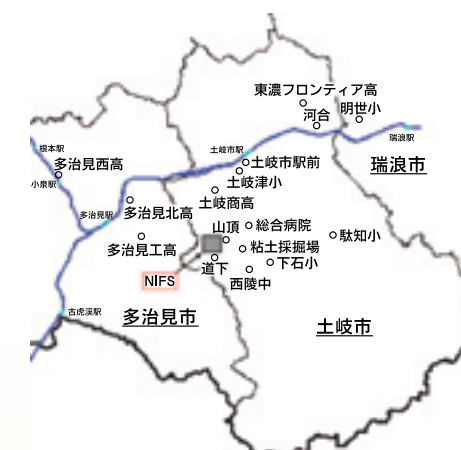 東濃フロンティア高
河合
明世小
瑞浪駅
根本駅
土岐市駅
土岐市駅前
多治見西高
瑞浪市
小泉駅
土岐津小
土岐商高
多治見駅
多治見北高
山頂
総合病院
駄知小
多治見工高
粘土採掘場
道下
下石小
NIFS
西陵中
古虎渓駅
多治見市
土岐市